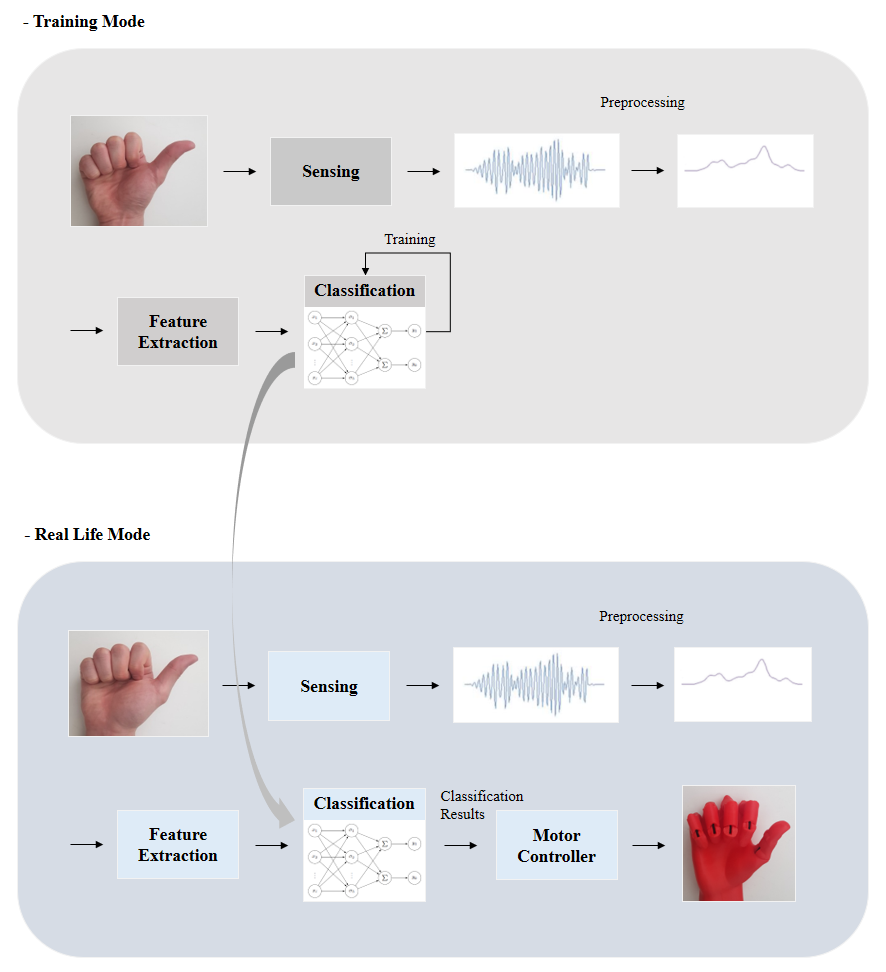 - Training Mode
Preprocessing
Sensing
Training
Classification
Feature
Extraction
- Real Life Mode
Preprocessing
Sensing
Classification
Classification
Results
Feature
Extraction
Motor
Controller